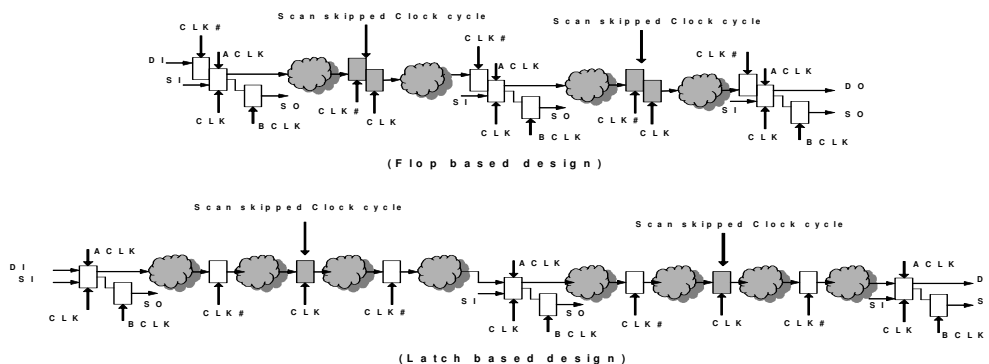 Scan skipped Clock cycle
Scan skipped Clock cycle
CLK#
CLK#
CLK#
ACLK
ACLK
ACLK
DI
SI
SI
SI
DO
SO
SO
SO
CLK#
CLK
CLK#
CLK
CLK
BCLK
CLK
BCLK
CLK
BCLK
(Flop based design)
Scan skipped Clock cycle
Scan skipped Clock cycle
ACLK
ACLK
ACLK
DI
SI
SI
SI
D
S
SO
SO
CLK
BCLK
CLK#
CLK
CLK#
CLK
BCLK
CLK#
CLK
CLK#
CLK
BCLK
(Latch based design)